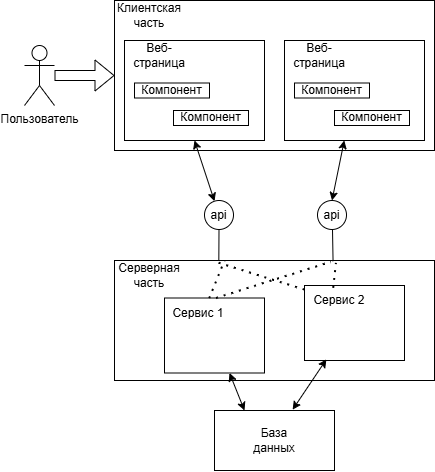 Клиентская
часть
Веб-
страница
Компонент
Компонент
Веб-
страница
Компонент
Компонент
Пользователь
api
api
Серверная
часть
Сервис 1
Сервис 2
База
данных